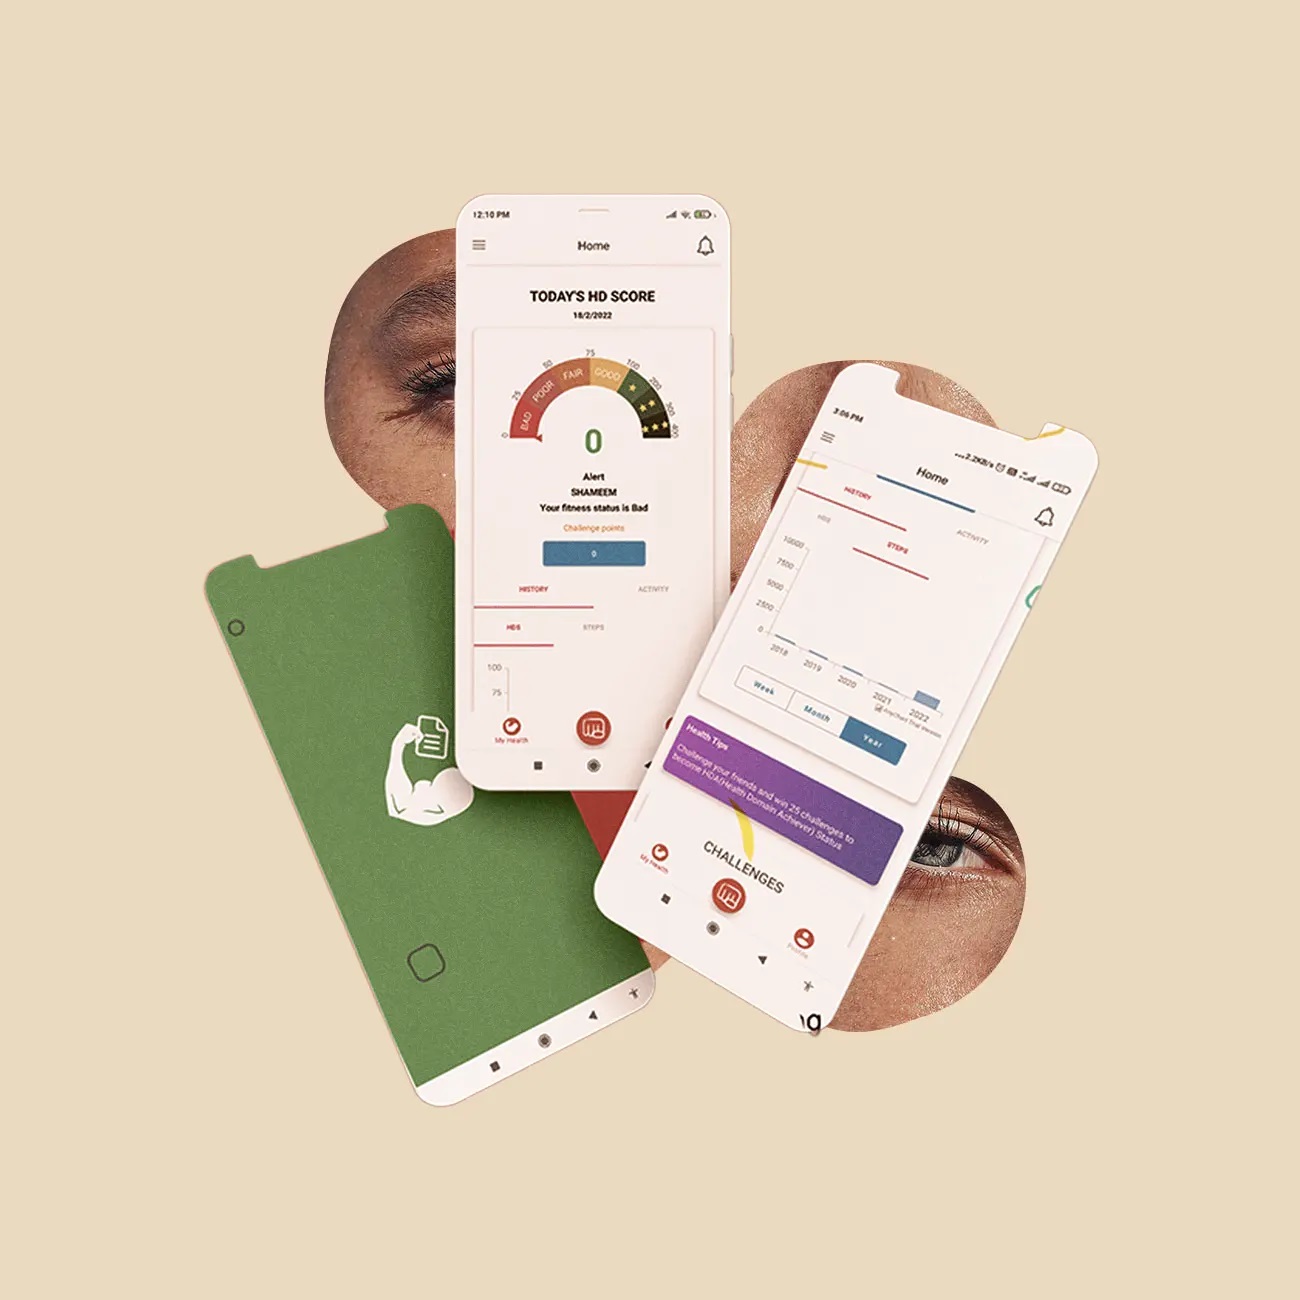 12:10 PM
Home
TODAY'S HD SCORE
18/2/2022
0 25 50 75 100 200 300 400
BAD POOR FAIR GOOD
0
Alert
SHAMEEM
Your fitness status is Bad
Challenge points
0
HISTORY ACTIVITY
HDS STEPS
100
75
My Health
3:06 PM
...2.2KB/s
Home
HISTORY ACTIVITY
HDS STEPS
10000
7500
5000
2500
0
2018 2019 2020 2021 2022
Week Month Year
Health Tips
Challenge your friends and win 25 challenges to
become HDA(Health Domain Achiever) Status
CHALLENGES
My Health
Profile